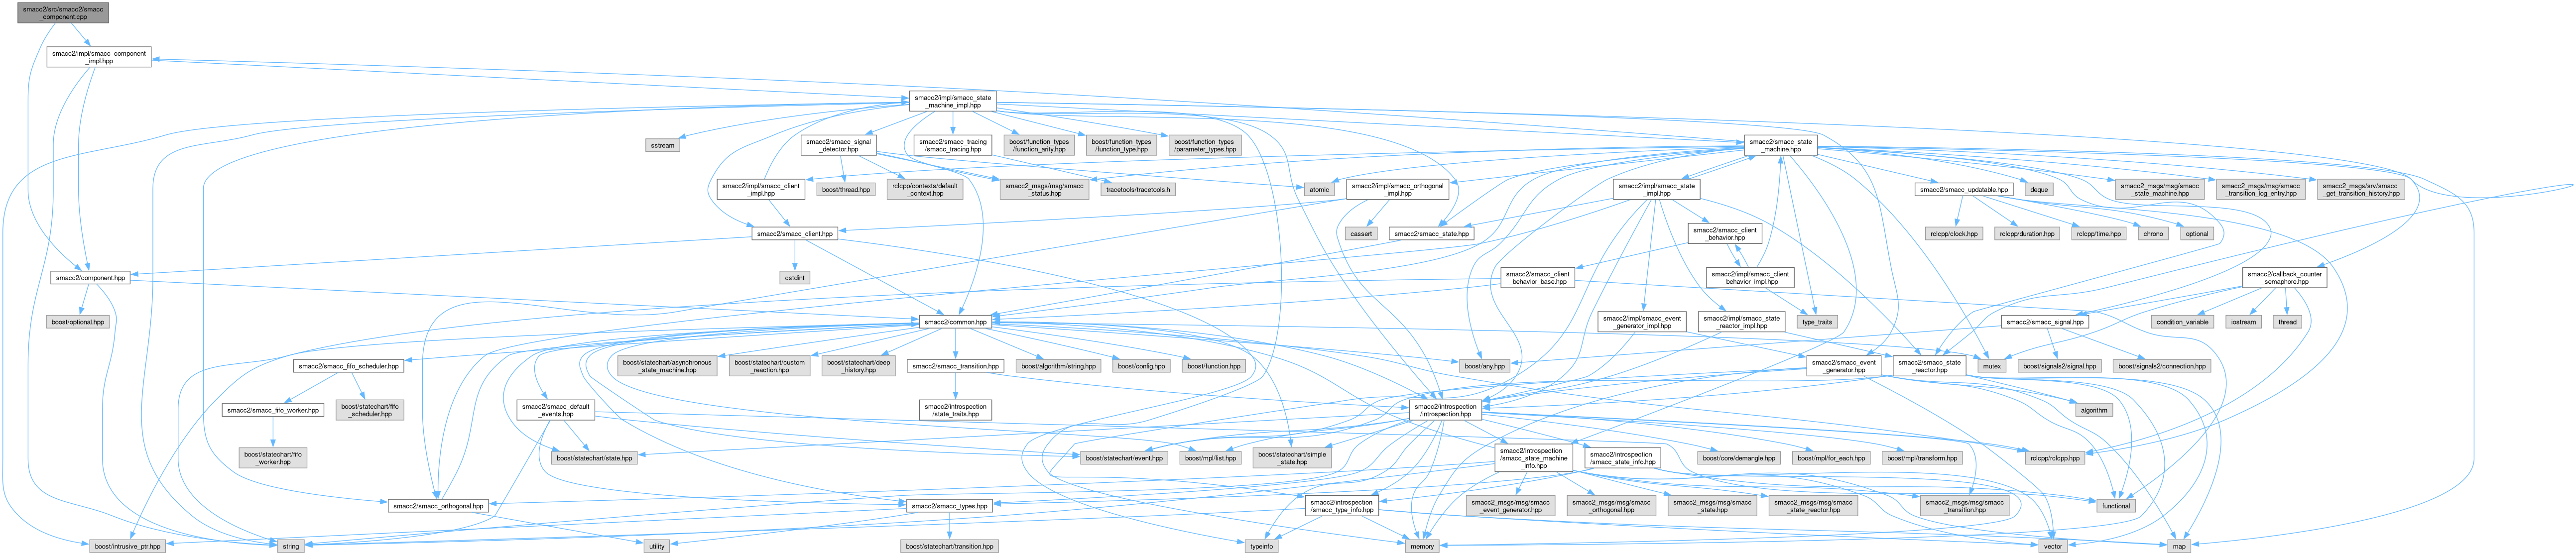 smacc2/src/smacc2/smacc
_component.cpp
smacc2/impl/smacc_component
_impl.hpp
smacc2/impl/smacc_state
_machine_impl.hpp
sstream
smacc2/smacc_signal
_detector.hpp
smacc2/smacc_tracing
/smacc_tracing.hpp
boost/function_types
/function_arity.hpp
boost/function_types
/function_type.hpp
boost/function_types
/parameter_types.hpp
smacc2/smacc_state
_machine.hpp
smacc2/impl/smacc_client
_impl.hpp
boost/thread.hpp
rclcpp/contexts/default
_context.hpp
smacc2_msgs/msg/smacc
_status.hpp
tracetools/tracetools.h
atomic
smacc2/impl/smacc_orthogonal
_impl.hpp
smacc2/impl/smacc_state
_impl.hpp
smacc2/smacc_updatable.hpp
deque
smacc2_msgs/msg/smacc
_state_machine.hpp
smacc2_msgs/msg/smacc
_transition_log_entry.hpp
smacc2_msgs/srv/smacc
_get_transition_history.hpp
smacc2/smacc_client.hpp
cassert
smacc2/smacc_state.hpp
smacc2/smacc_client
_behavior.hpp
rclcpp/clock.hpp
rclcpp/duration.hpp
rclcpp/time.hpp
chrono
optional
smacc2/component.hpp
cstdint
smacc2/smacc_client
_behavior_base.hpp
smacc2/impl/smacc_client
_behavior_impl.hpp
smacc2/callback_counter
_semaphore.hpp
boost/optional.hpp
smacc2/common.hpp
smacc2/impl/smacc_event
_generator_impl.hpp
smacc2/impl/smacc_state
_reactor_impl.hpp
type_traits
smacc2/smacc_signal.hpp
condition_variable
iostream
thread
smacc2/smacc_fifo_scheduler.hpp
boost/statechart/asynchronous
_state_machine.hpp
boost/statechart/custom
_reaction.hpp
boost/statechart/deep
_history.hpp
smacc2/smacc_transition.hpp
boost/algorithm/string.hpp
boost/config.hpp
boost/function.hpp
boost/any.hpp
smacc2/smacc_event
_generator.hpp
smacc2/smacc_state
_reactor.hpp
mutex
boost/signals2/signal.hpp
boost/signals2/connection.hpp
smacc2/smacc_fifo_worker.hpp
boost/statechart/fifo
_scheduler.hpp
smacc2/smacc_default
_events.hpp
smacc2/introspection
/state_traits.hpp
smacc2/introspection
/introspection.hpp
algorithm
boost/statechart/fifo
_worker.hpp
boost/statechart/state.hpp
boost/statechart/event.hpp
boost/mpl/list.hpp
boost/statechart/simple
_state.hpp
smacc2/introspection
/smacc_state_machine
_info.hpp
smacc2/introspection
/smacc_state_info.hpp
boost/core/demangle.hpp
boost/mpl/for_each.hpp
boost/mpl/transform.hpp
rclcpp/rclcpp.hpp
smacc2/smacc_orthogonal.hpp
smacc2/smacc_types.hpp
smacc2/introspection
/smacc_type_info.hpp
smacc2_msgs/msg/smacc
_event_generator.hpp
smacc2_msgs/msg/smacc
_orthogonal.hpp
smacc2_msgs/msg/smacc
_state.hpp
smacc2_msgs/msg/smacc
_state_reactor.hpp
smacc2_msgs/msg/smacc
_transition.hpp
functional
boost/intrusive_ptr.hpp
string
utility
boost/statechart/transition.hpp
typeinfo
memory
vector
map